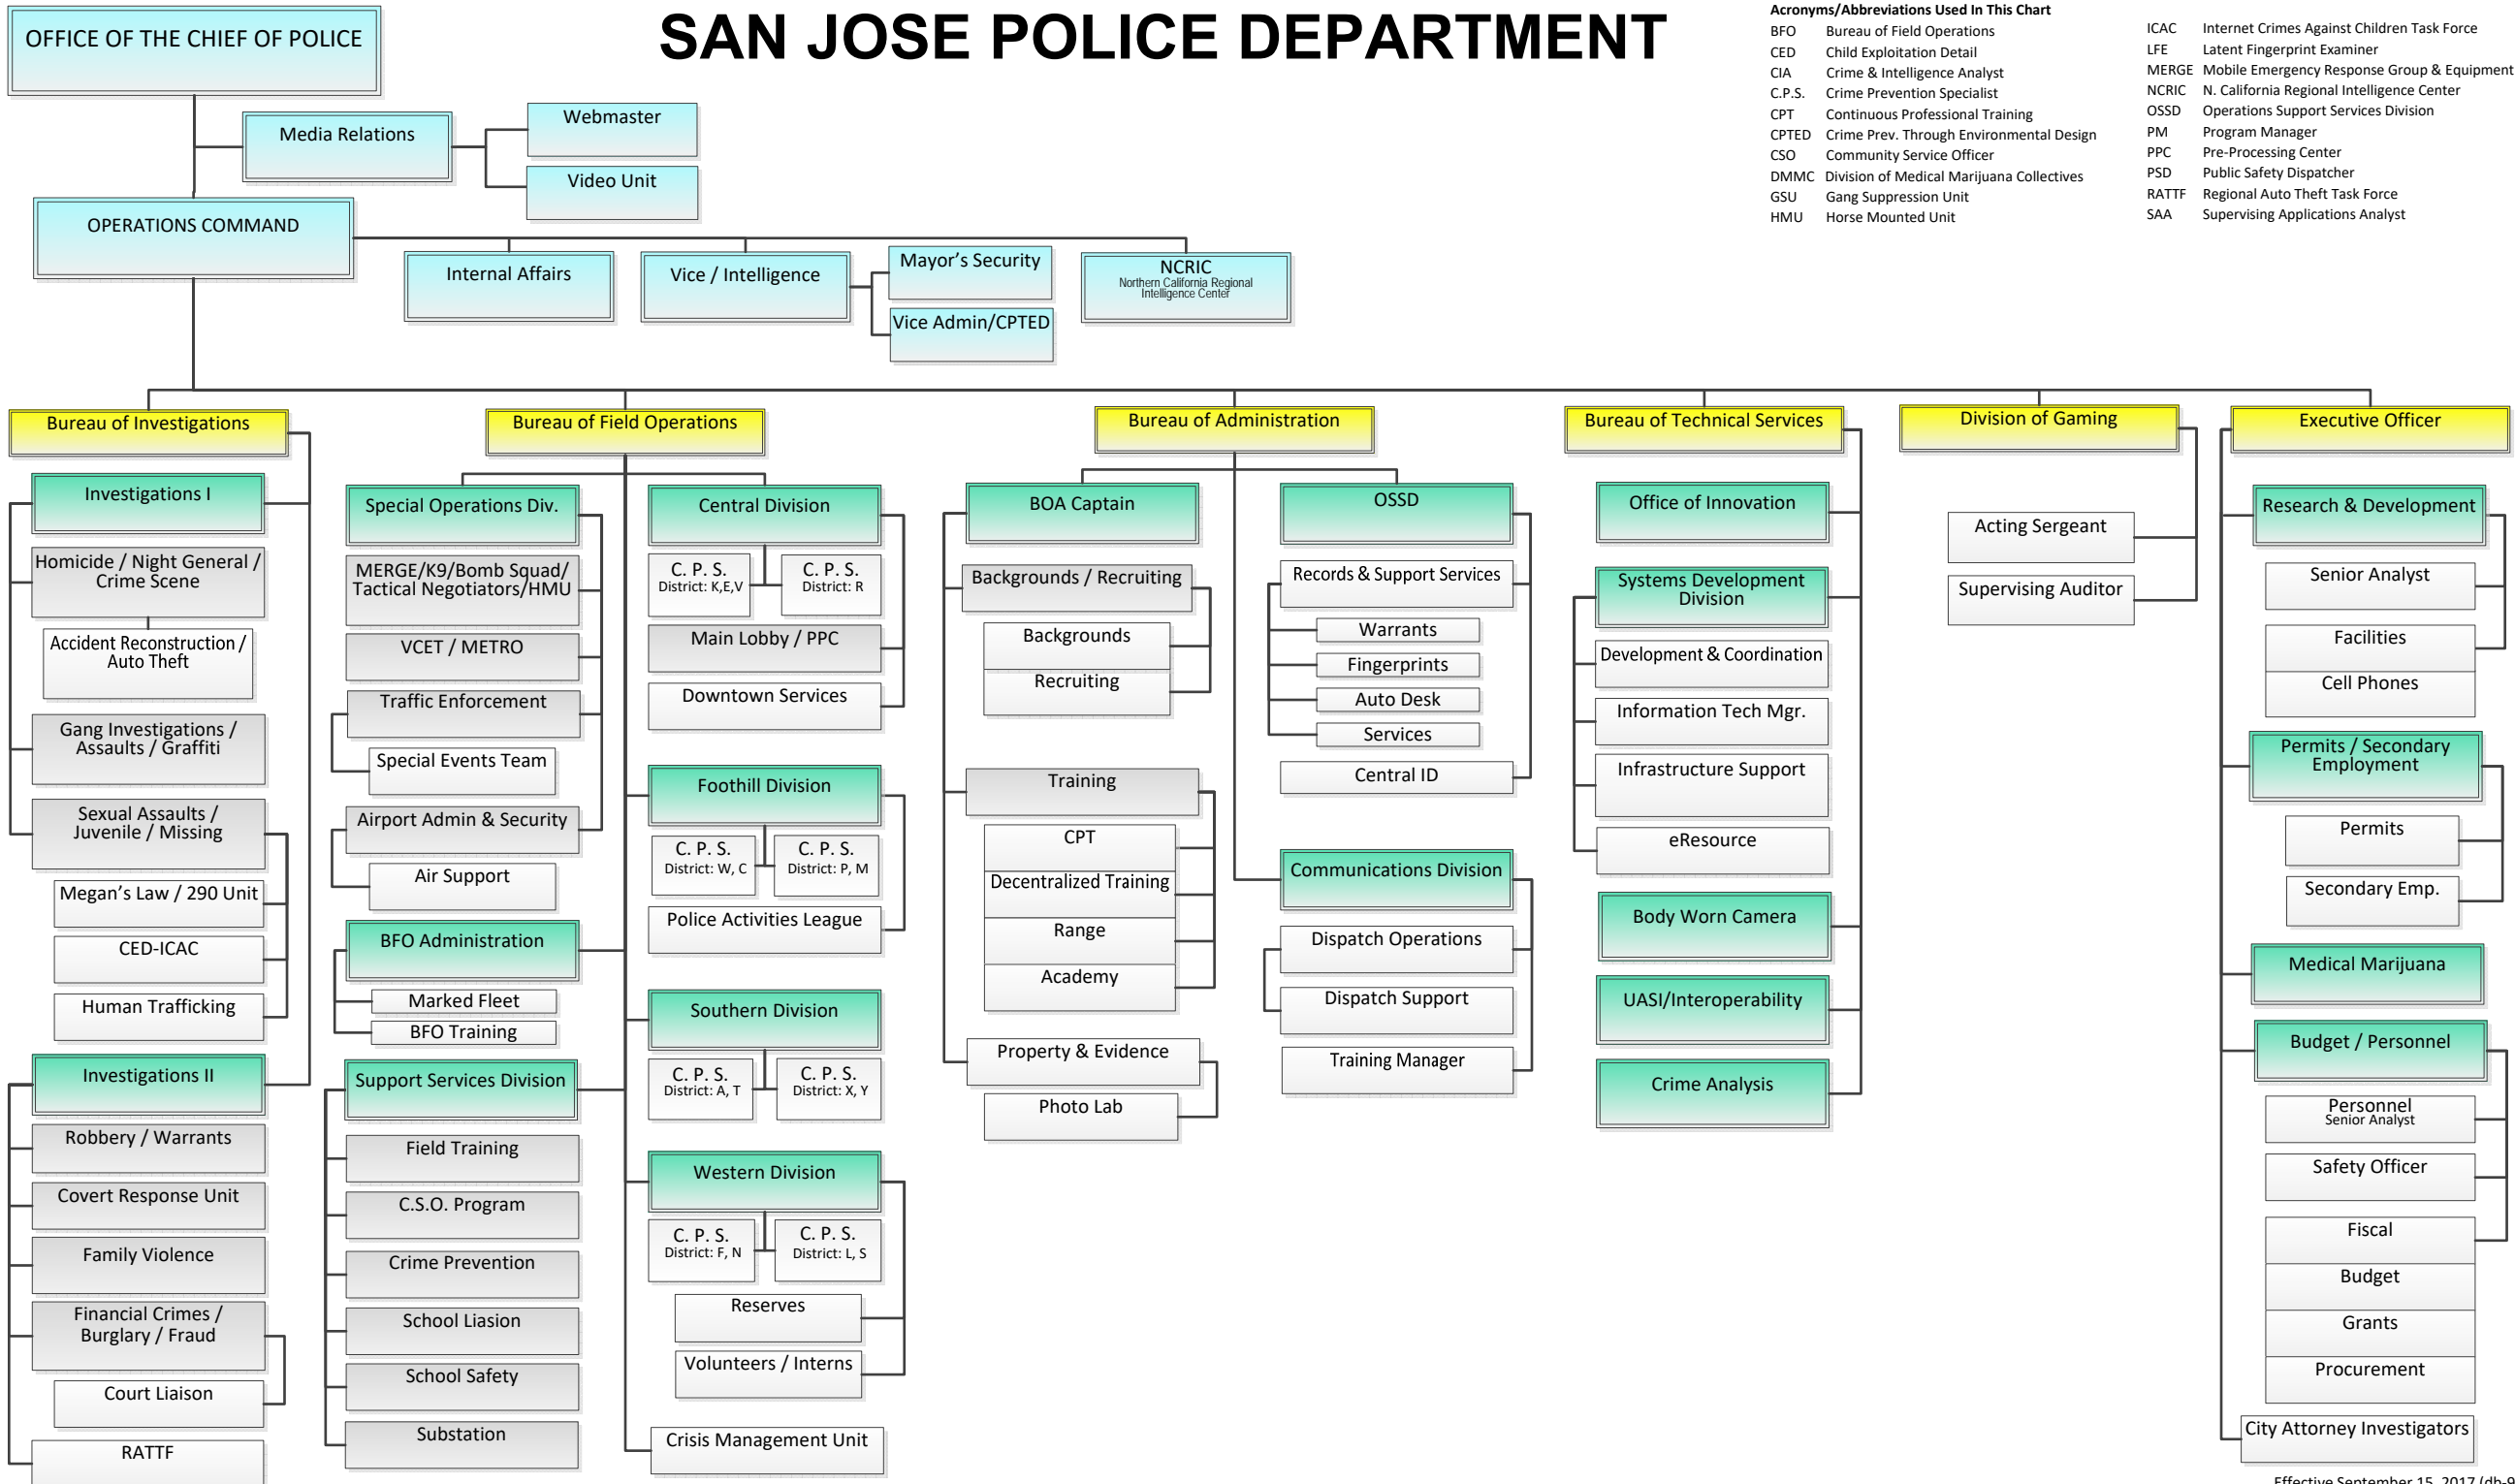 SAN JOSE POLICE DEPARTMENT
Acronyms/Abbreviations Used In This Chart
BFO Bureau of Field Operations
CED Child Exploitation Detail
CIA Crime & Intelligence Analyst
C.P.S. Crime Prevention Specialist
CPT Continuous Professional Training
CPTED Crime Prev. Through Environmental Design
CSO Community Service Officer
DMMC Division of Medical Marijuana Collectives
GSU Gang Suppression Unit
HMU Horse Mounted Unit
ICAC Internet Crimes Against Children Task Force
LFE Latent Fingerprint Examiner
MERGE Mobile Emergency Response Group & Equipment
NCRIC N. California Regional Intelligence Center
OSSD Operations Support Services Division
PM Program Manager
PPC Pre-Processing Center
PSD Public Safety Dispatcher
RATTF Regional Auto Theft Task Force
SAA Supervising Applications Analyst
OFFICE OF THE CHIEF OF POLICE
Media Relations
Webmaster
Video Unit
OPERATIONS COMMAND
Internal Affairs
Vice / Intelligence
Mayor's Security
Vice Admin/CPTED
NCRIC
Northern California Regional
Intelligence Center
Bureau of Investigations
Investigations I
Homicide / Night General /
Crime Scene
Accident Reconstruction /
Auto Theft
Gang Investigations /
Assaults / Graffiti
Sexual Assaults /
Juvenile / Missing
Megan's Law / 290 Unit
CED-ICAC
Human Trafficking
Investigations II
Robbery / Warrants
Covert Response Unit
Family Violence
Financial Crimes /
Burglary / Fraud
Court Liaison
RATTF
Bureau of Field Operations
Special Operations Div.
MERGE/K9/Bomb Squad/
Tactical Negotiators/HMU
VCET / METRO
Traffic Enforcement
Special Events Team
Airport Admin & Security
Air Support
BFO Administration
Marked Fleet
BFO Training
Support Services Division
Field Training
C.S.O. Program
Crime Prevention
School Liasion
School Safety
Substation
Central Division
C. P. S.
District: K,E,V
C. P. S.
District: R
Main Lobby / PPC
Downtown Services
Foothill Division
C. P. S.
District: W, C
C. P. S.
District: P, M
Police Activities League
Southern Division
C. P. S.
District: A, T
C. P. S.
District: X, Y
Western Division
C. P. S.
District: F, N
C. P. S.
District: L, S
Reserves
Volunteers / Interns
Crisis Management Unit
Bureau of Administration
BOA Captain
Backgrounds / Recruiting
Backgrounds
Recruiting
Training
CPT
Decentralized Training
Range
Academy
Property & Evidence
Photo Lab
OSSD
Records & Support Services
Warrants
Fingerprints
Auto Desk
Services
Central ID
Communications Division
Dispatch Operations
Dispatch Support
Training Manager
Bureau of Technical Services
Office of Innovation
Systems Development
Division
Development & Coordination
Information Tech Mgr.
Infrastructure Support
eResource
Body Worn Camera
UASI/Interoperability
Crime Analysis
Division of Gaming
Acting Sergeant
Supervising Auditor
Executive Officer
Research & Development
Senior Analyst
Facilities
Cell Phones
Permits / Secondary
Employment
Permits
Secondary Emp.
Medical Marijuana
Budget / Personnel
Personnel
Senior Analyst
Safety Officer
Fiscal
Budget
Grants
Procurement
City Attorney Investigators
Effective September 15, 2017 (db-9